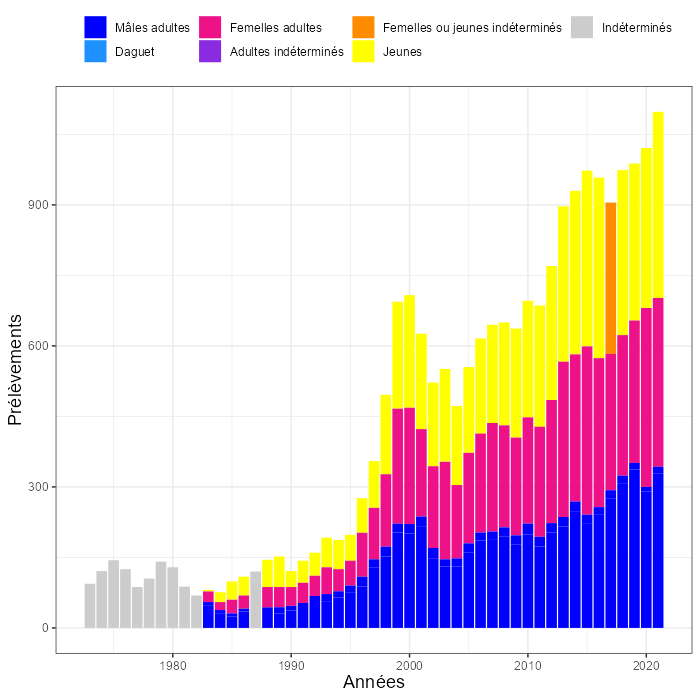 Mâles adultes Femelles adultes Femelles ou jeunes indéterminés Indéterminés
Daguet Adultes indéterminés Jeunes
900
600
300
0
Prélèvements
1980 1990 2000 2010 2020
Années